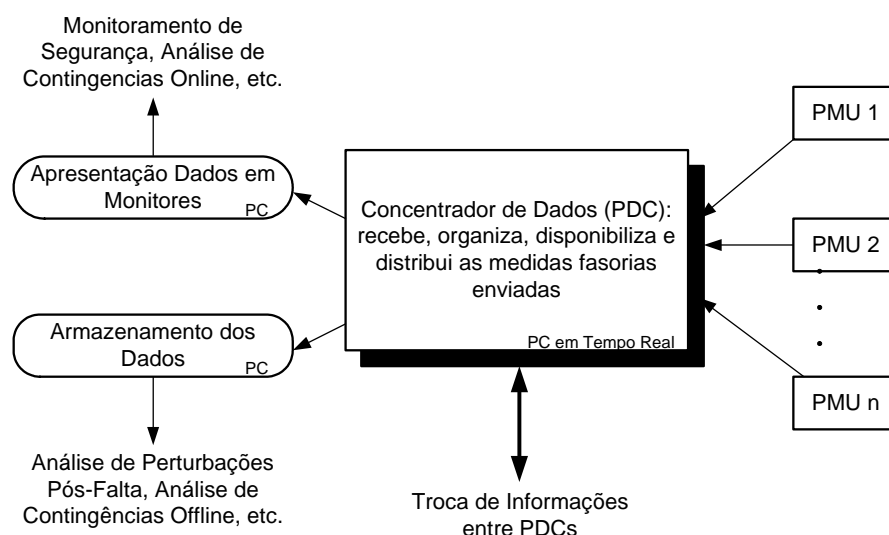 Monitoramento de
Segurança, Análise de
Contingencias Online, etc.
Apresentação Dados em
Monitores
PC
Armazenamento dos
Dados
PC
Análise de Perturbações
Pós-Falta, Análise de
Contingências Offline, etc.
Concentrador de Dados (PDC):
recebe, organiza, disponibiliza e
distribui as medidas fasorias
enviadas
PC em Tempo Real
Troca de Informações
entre PDCs
PMU 1
PMU 2
.
.
.
PMU n